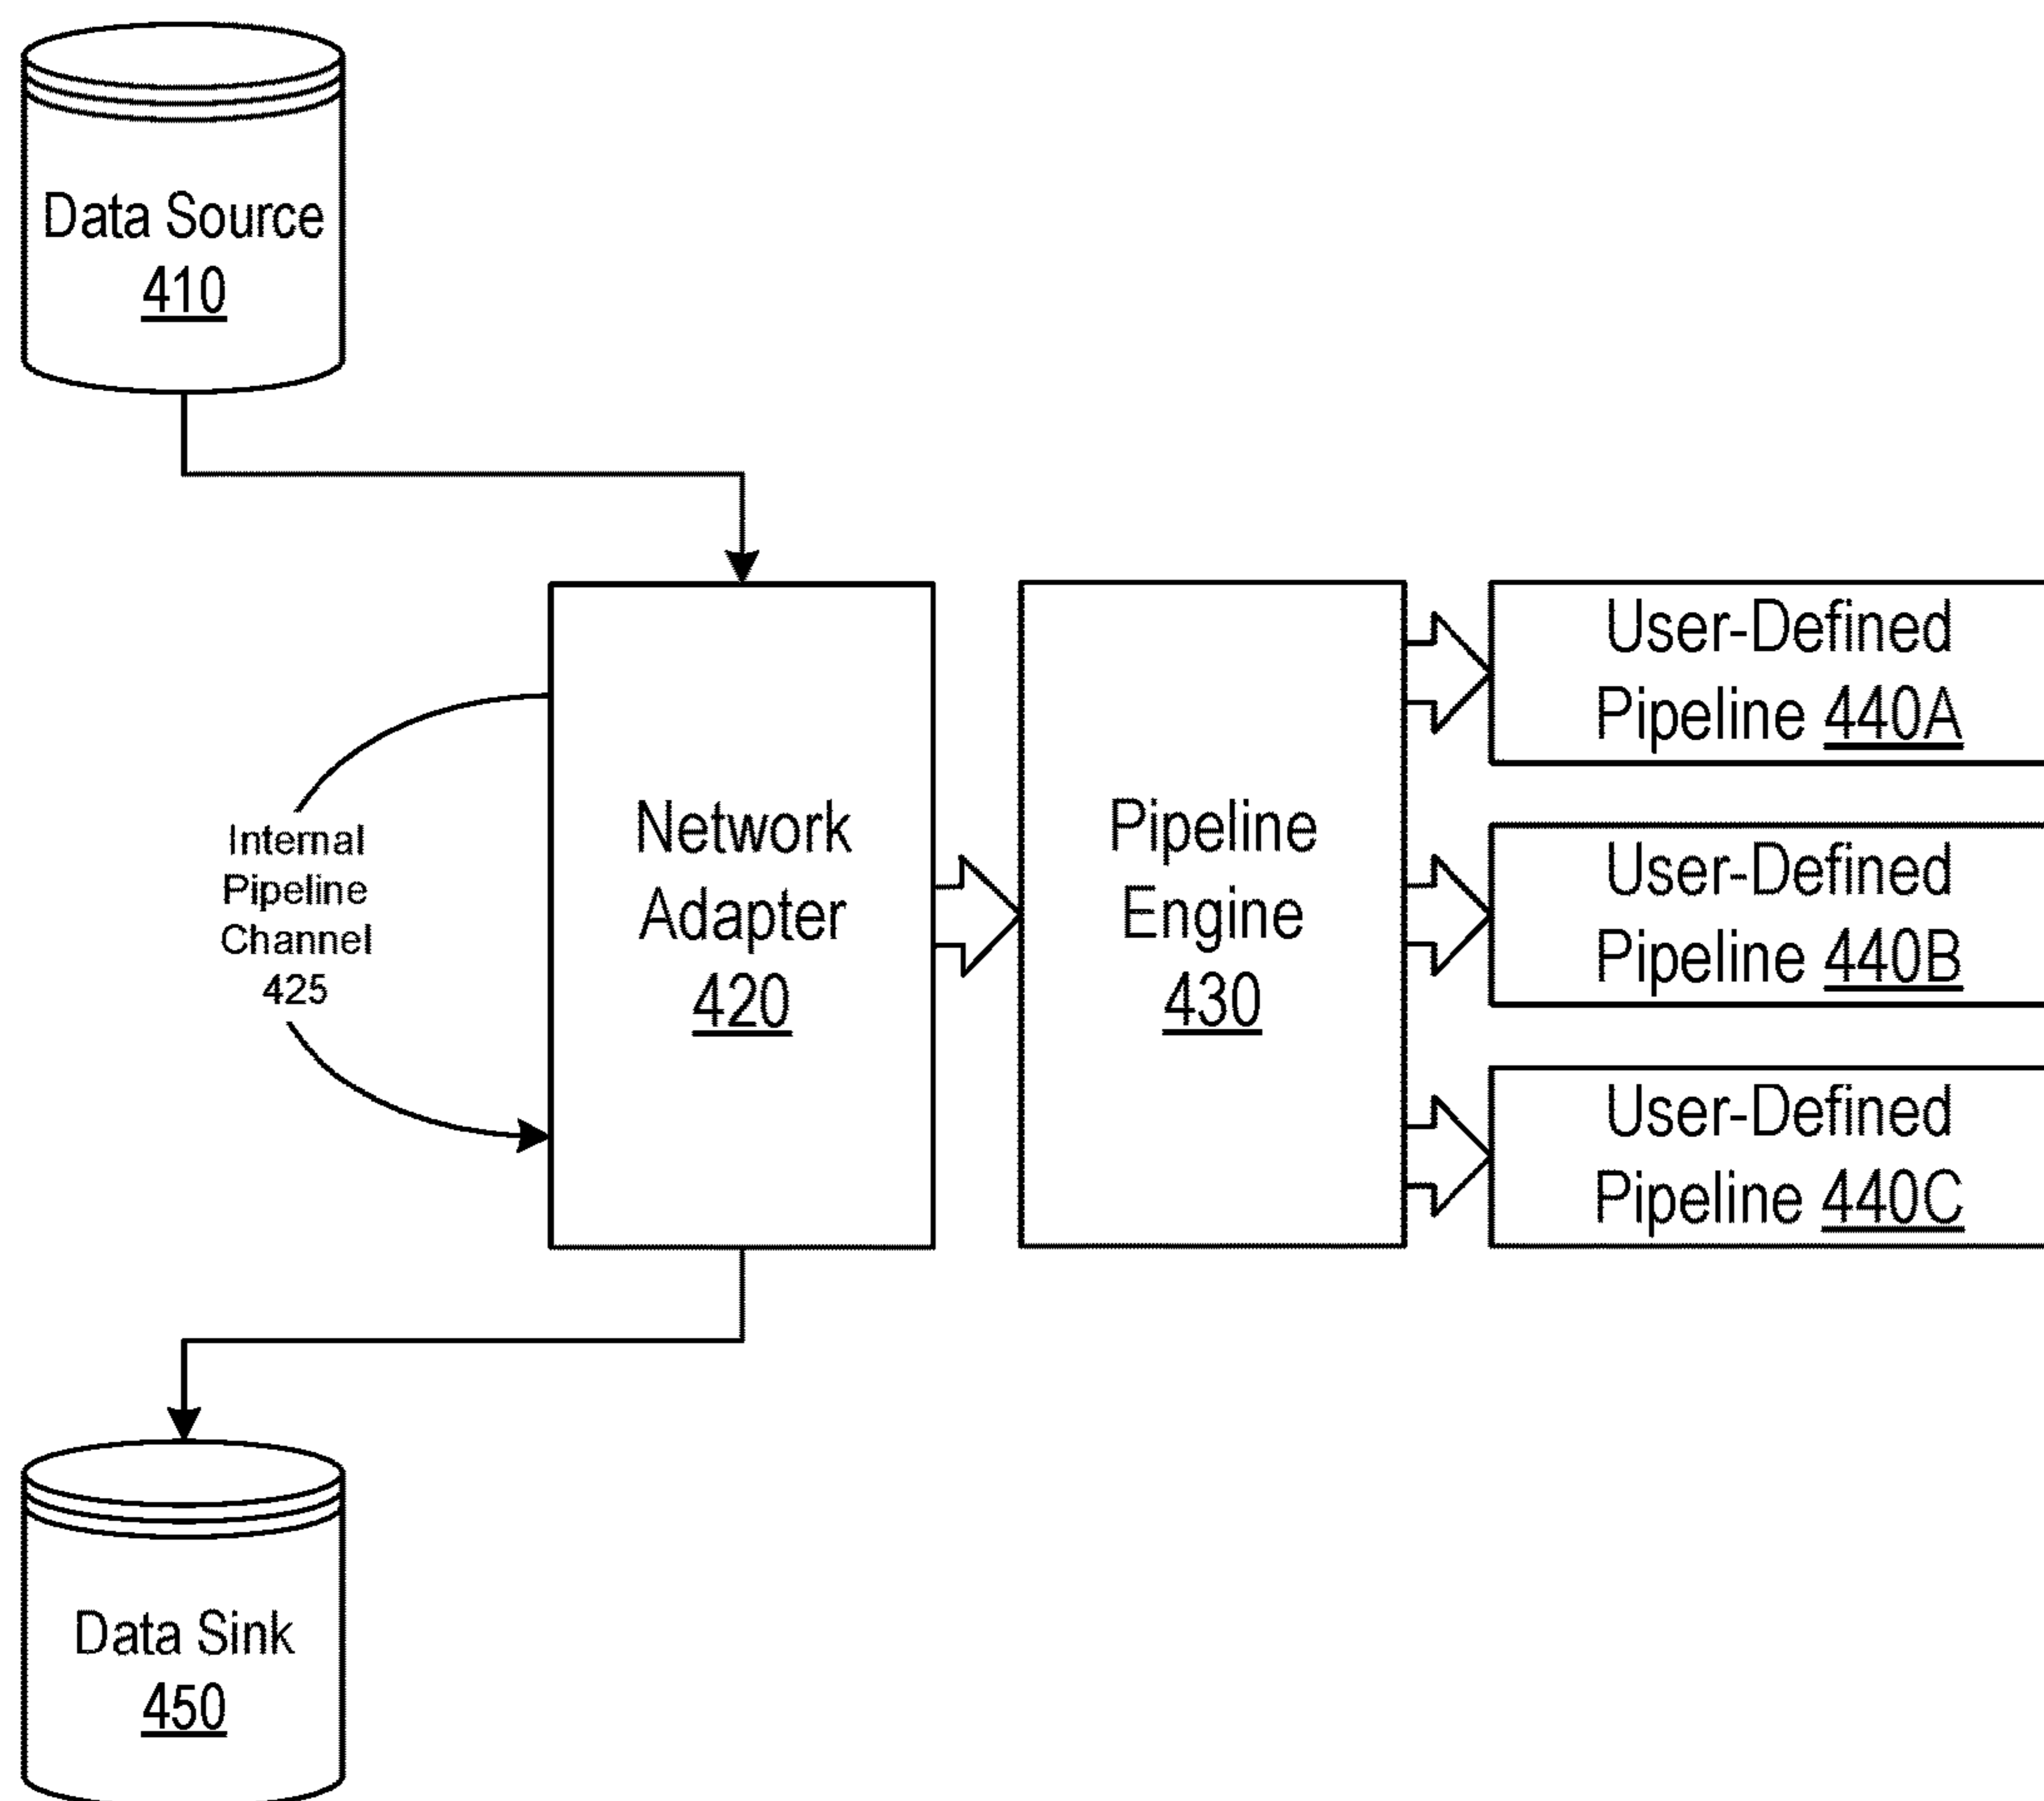 Data Source
410
Internal
Pipeline
Channel
425
Network
Adapter
420
Pipeline
Engine
430
User-Defined
Pipeline 440A
User-Defined
Pipeline 440B
User-Defined
Pipeline 440C
Data Sink
450